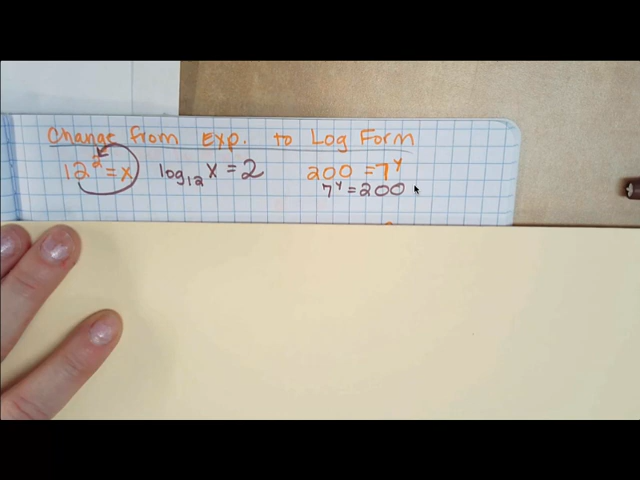 Change from Exp. to Log Form
12² = x log₁₂ x = 2 200 = 7ʸ
7ʸ = 200